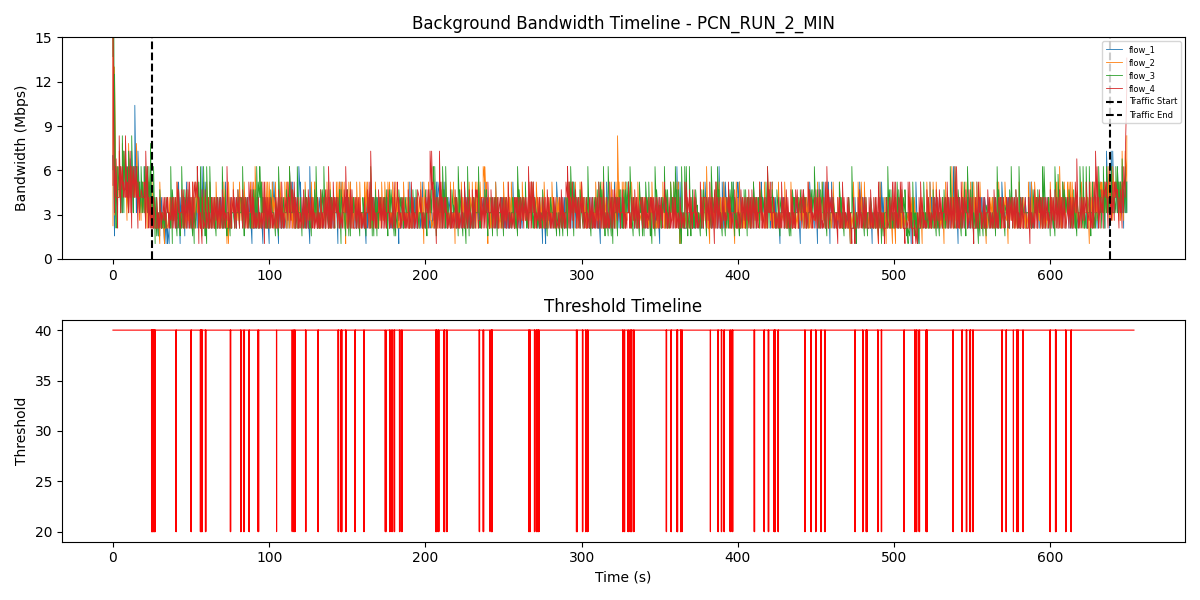 Background Bandwidth Timeline - PCN_RUN_2_MIN
Bandwidth (Mbps)
15
12
9
6
3
0
flow_1
flow_2
flow_3
flow_4
Traffic Start
Traffic End
0 100 200 300 400 500 600
Threshold Timeline
Threshold
40
35
30
25
20
0 100 200 300 400 500 600
Time (s)